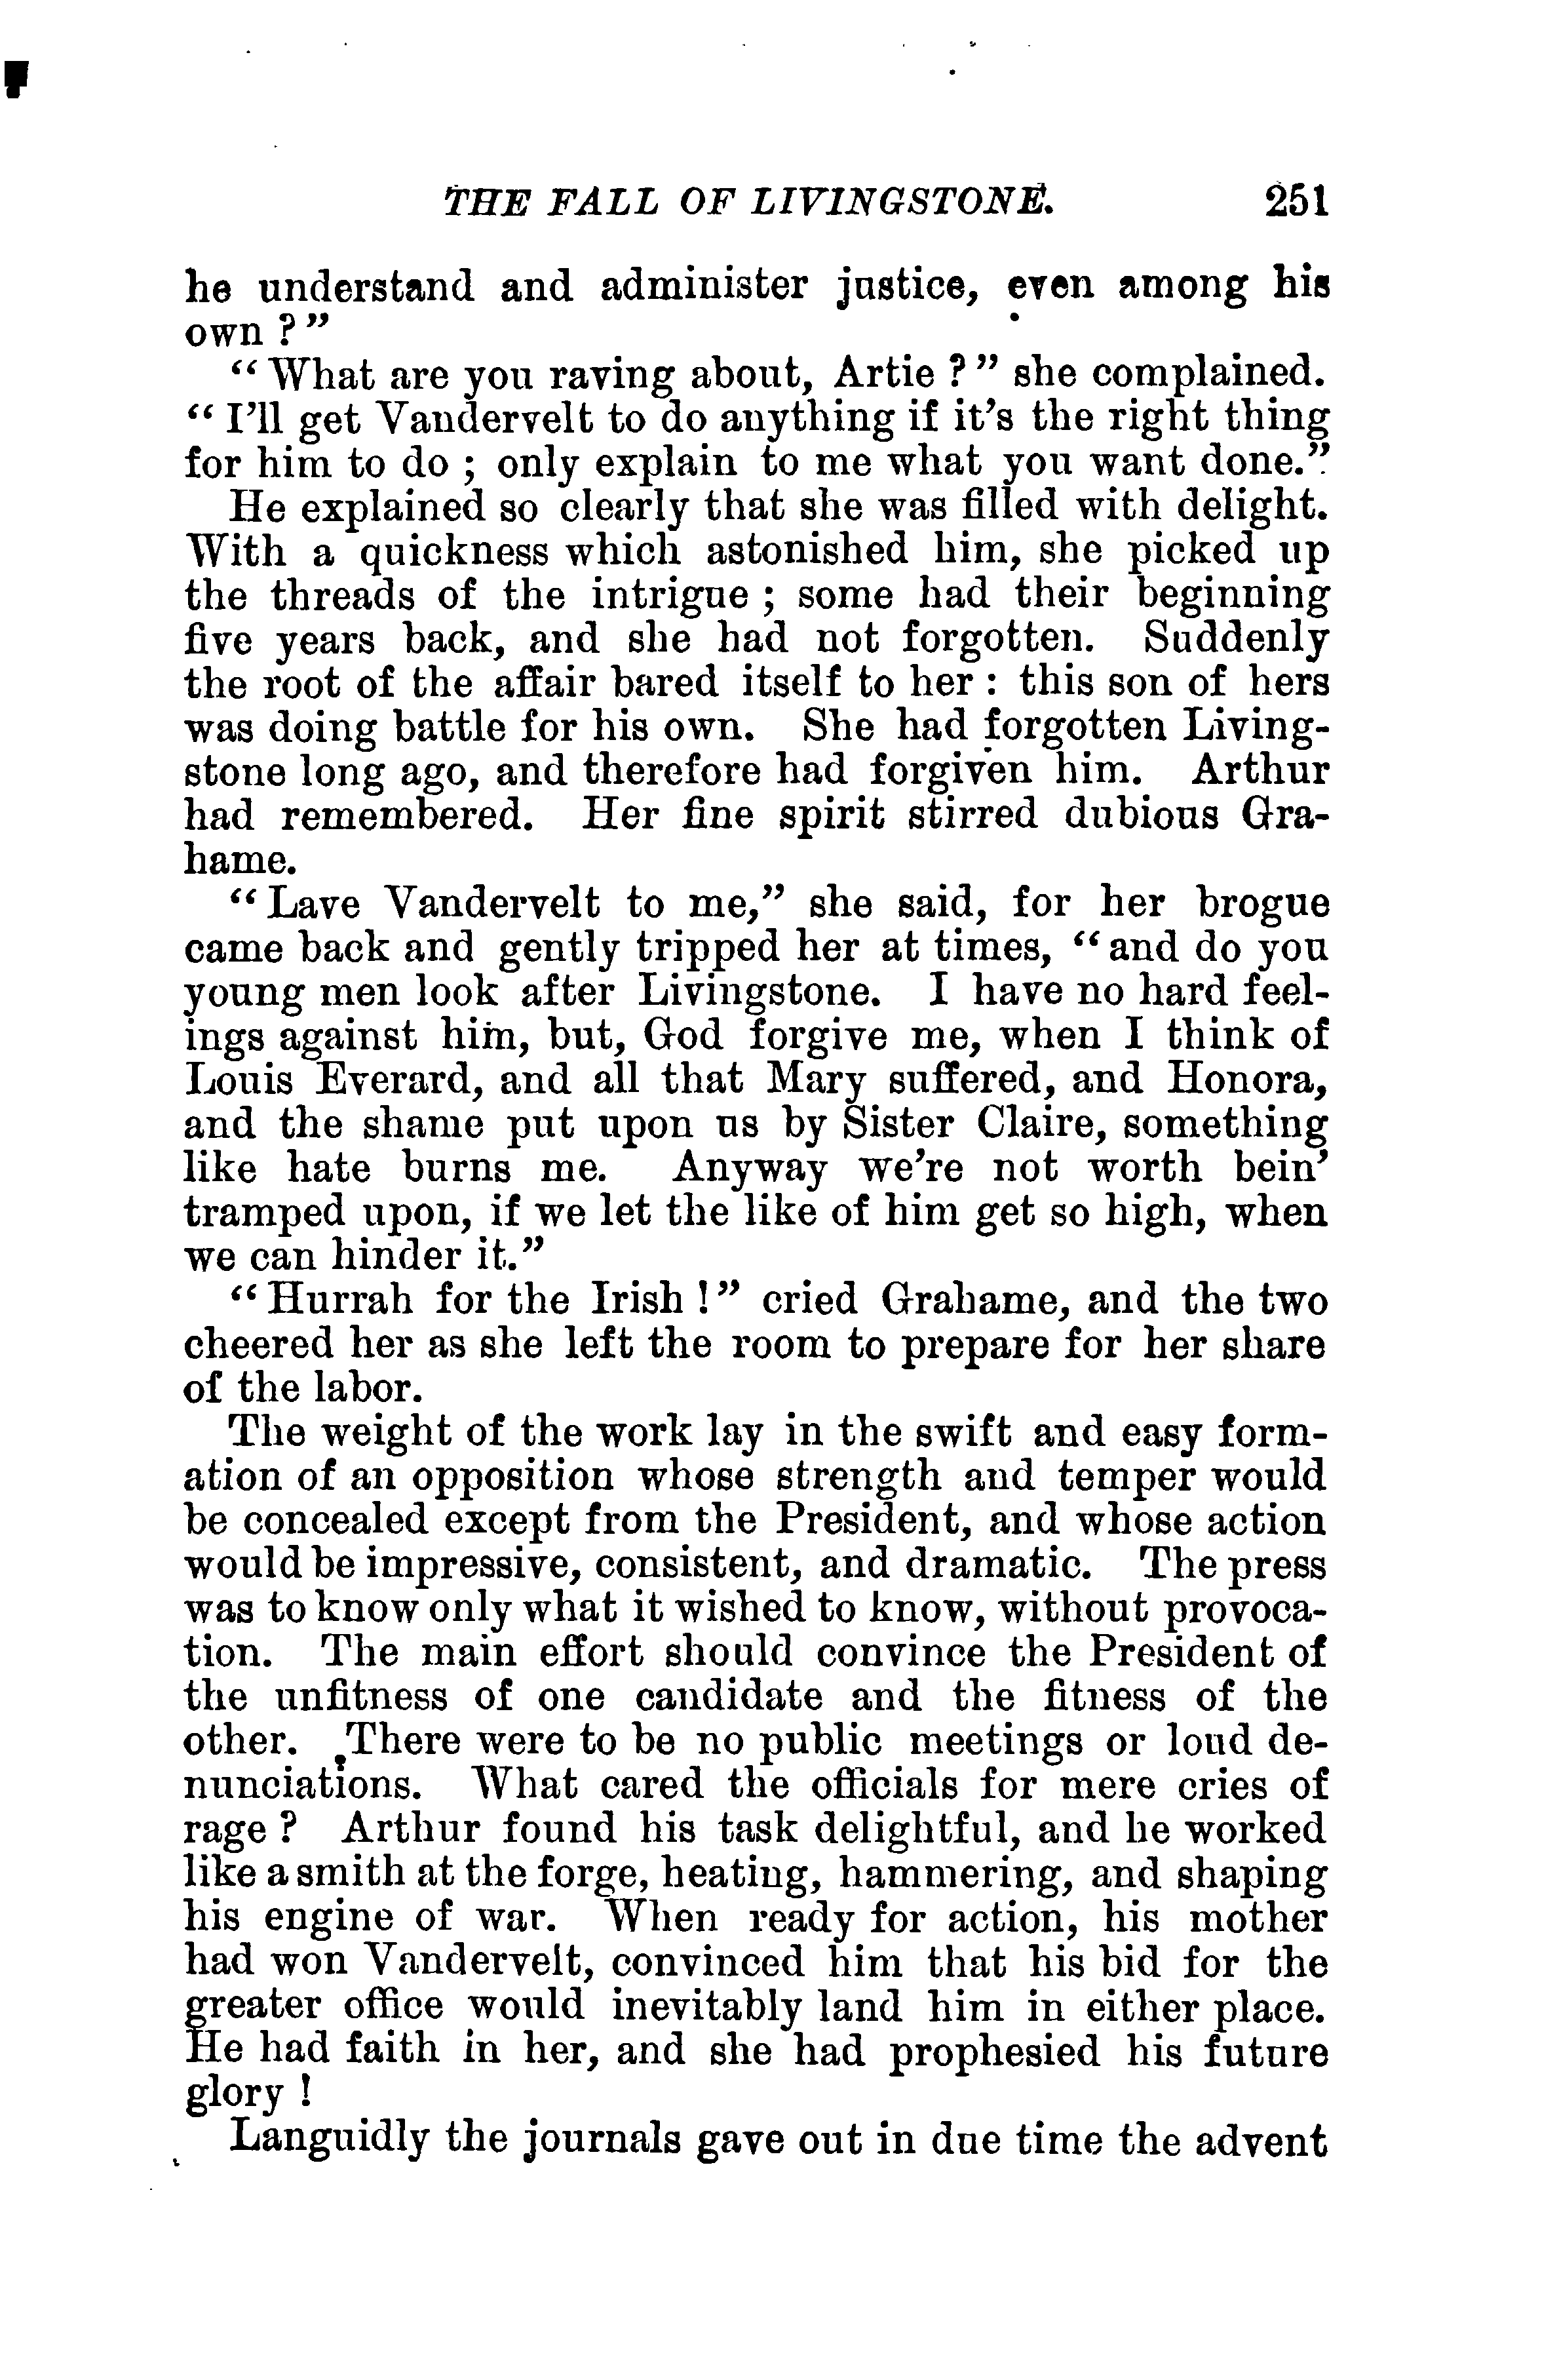 THE FALL OF LIVINGSTONE. 251
he understand and administer justice, even among his
own ? ”
“ What are you raving about, Artie ? ” she complained.
“ I’ll get Vandervelt to do anything if it’s the right thing
for him to do ; only explain to me what you want done.”
He explained so clearly that she was filled with delight.
With a quickness which astonished him, she picked up
the threads of the intrigue ; some had their beginning
five years back, and she had not forgotten. Suddenly
the root of the affair bared itself to her : this son of hers
was doing battle for his own. She had forgotten Living-
stone long ago, and therefore had forgiven him. Arthur
had remembered. Her fine spirit stirred dubious Gra-
hame.
“ Lave Vandervelt to me,” she said, for her brogue
came back and gently tripped her at times, “ and do you
young men look after Livingstone. I have no hard feel-
ings against him, but, God forgive me, when I think of
Louis Everard, and all that Mary suffered, and Honora,
and the shame put upon us by Sister Claire, something
like hate burns me. Anyway we’re not worth bein’
tramped upon, if we let the like of him get so high, when
we can hinder it.”
“ Hurrah for the Irish ! ” cried Grahame, and the two
cheered her as she left the room to prepare for her share
of the labor.
The weight of the work lay in the swift and easy form-
ation of an opposition whose strength and temper would
be concealed except from the President, and whose action
would be impressive, consistent, and dramatic. The press
was to know only what it wished to know, without provoca-
tion. The main effort should convince the President of
the unfitness of one candidate and the fitness of the
other. There were to be no public meetings or loud de-
nunciations. What cared the officials for mere cries of
rage ? Arthur found his task delightful, and he worked
like a smith at the forge, heating, hammering, and shaping
his engine of war. When ready for action, his mother
had won Vandervelt, convinced him that his bid for the
greater office would inevitably land him in either place.
He had faith in her, and she had prophesied his future
glory !
Languidly the journals gave out in due time the advent